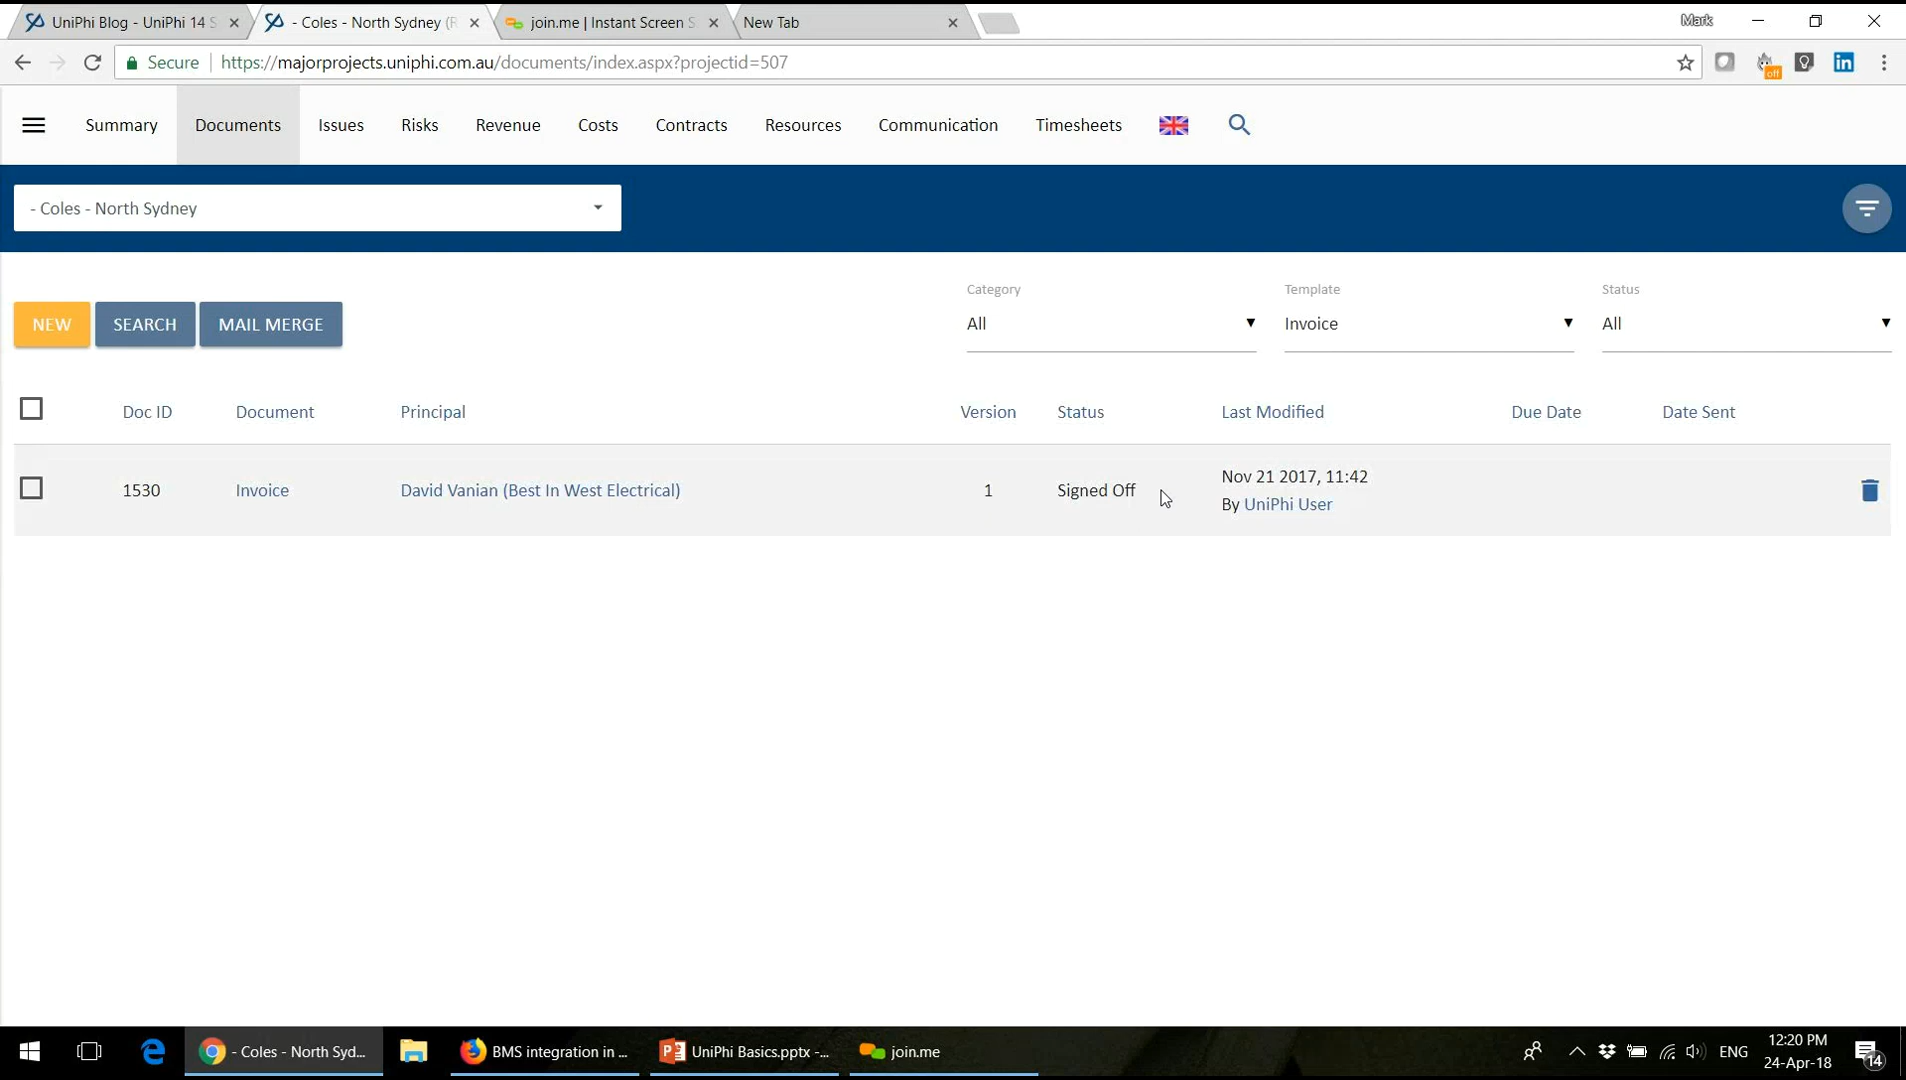 UniPhi Blog - UniPhi 14 S
- Coles - North Sydney (R
join.me | Instant Screen S
New Tab
Mark
Secure https://majorprojects.uniphi.com.au/documents/index.aspx?projectid=507
off
in
Summary Documents Issues Risks Revenue Costs Contracts Resources Communication Timesheets
- Coles - North Sydney
Category Template Status
NEW SEARCH MAIL MERGE All Invoice All
Doc ID Document Principal Version Status Last Modified Due Date Date Sent
1530 Invoice David Vanian (Best In West Electrical) 1 Signed Off Nov 21 2017, 11:42
By UniPhi User
- Coles - North Syd... BMS integration in ... UniPhi Basics.pptx -... join.me ENG 12:20 PM
24-Apr-18
14